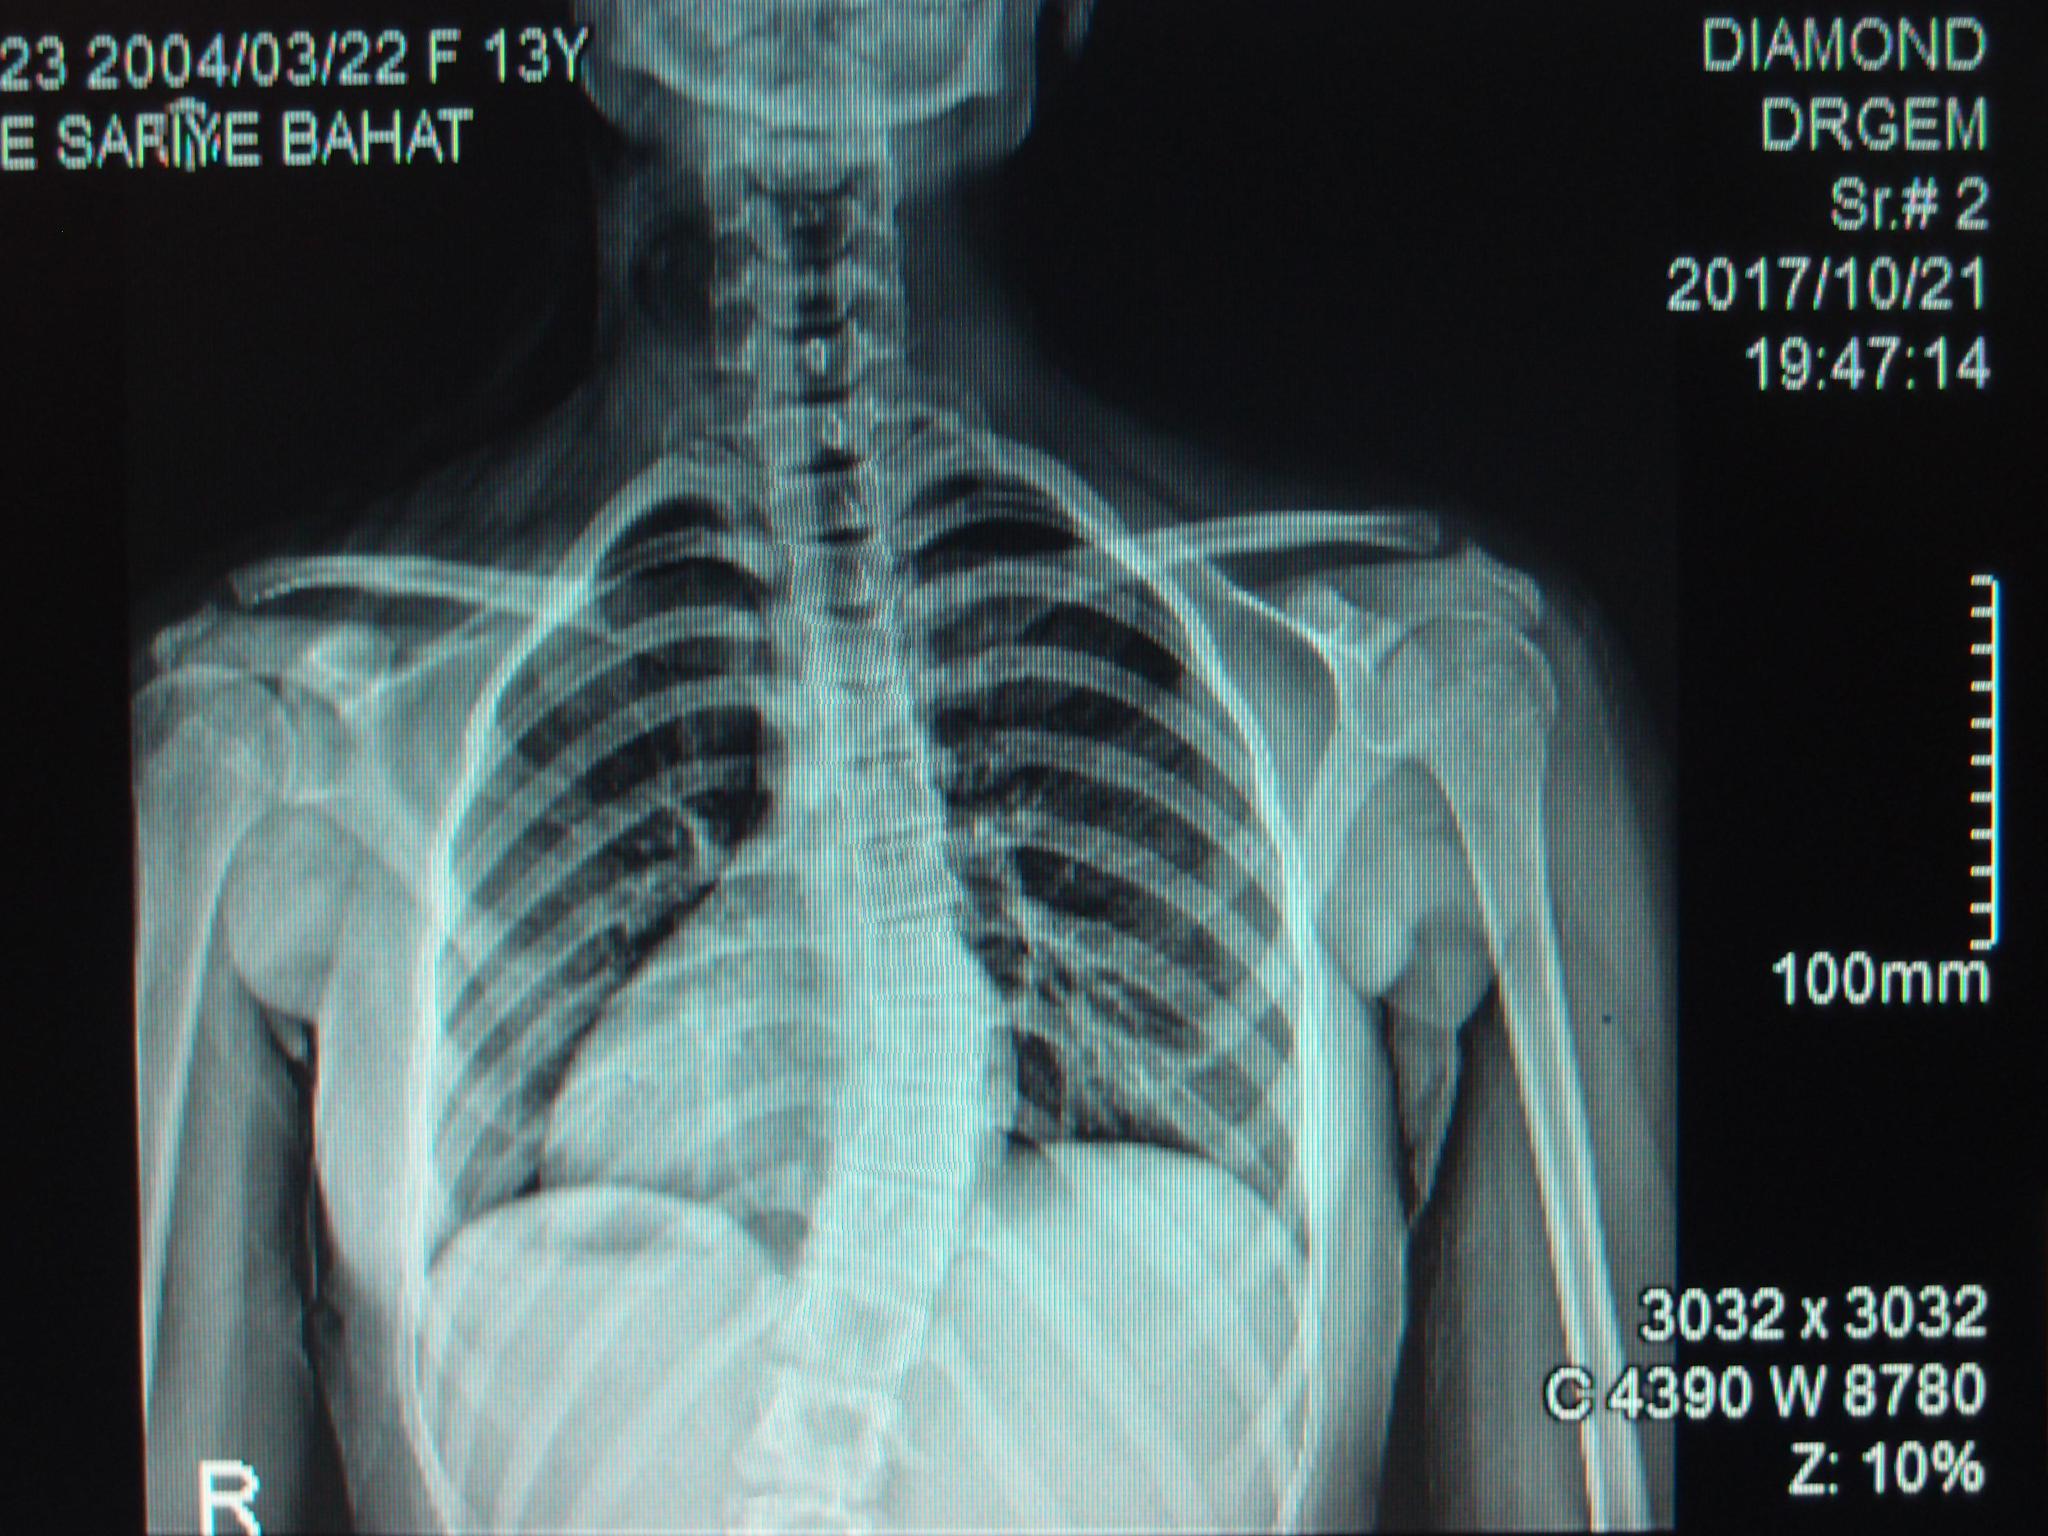 23 2004/03/22 F 13Y
E SARİYE BAHAT
DIAMOND
DRGEM
Sr.# 2
2017/10/21
19:47:14
100mm
3032 x 3032
C 4390 W 8780
Z: 10%
R